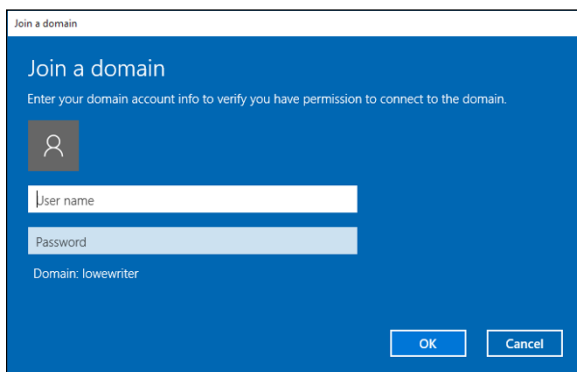 Join a domain
Join a domain
Enter your domain account info to verify you have permission to connect to the domain.
User name
Password
Domain: lowewriter
OK
Cancel